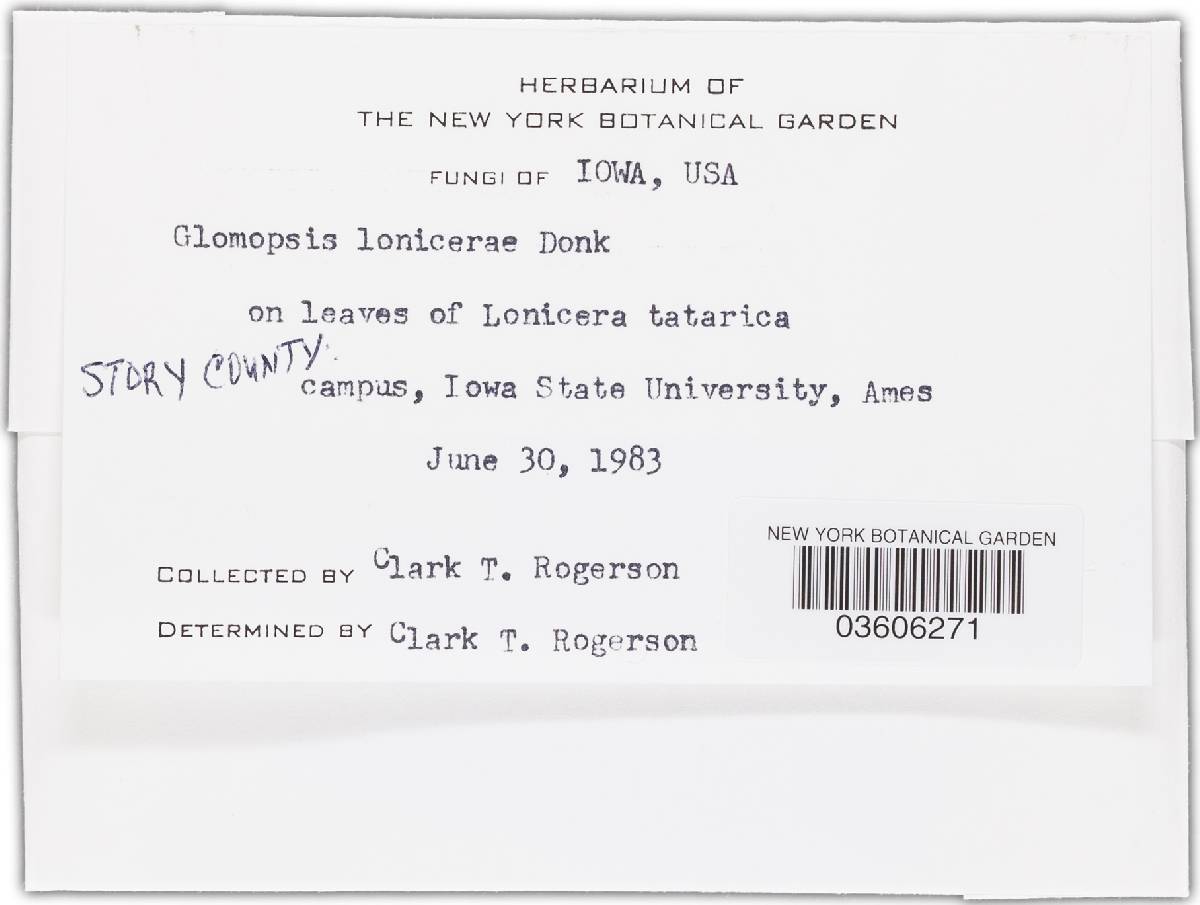 HERBARIUM OF
THE NEW YORK BOTANICAL GARDEN
FUNGI OF IOWA, USA
Glomopsis lonicerae Donk
on leaves of Lonicera tatarica
STORY COUNTY:
campus, Iowa State University, Ames
June 30, 1983
COLLECTED BY Clark T. Rogerson
DETERMINED BY Clark T. Rogerson
NEW YORK BOTANICAL GARDEN
03606271